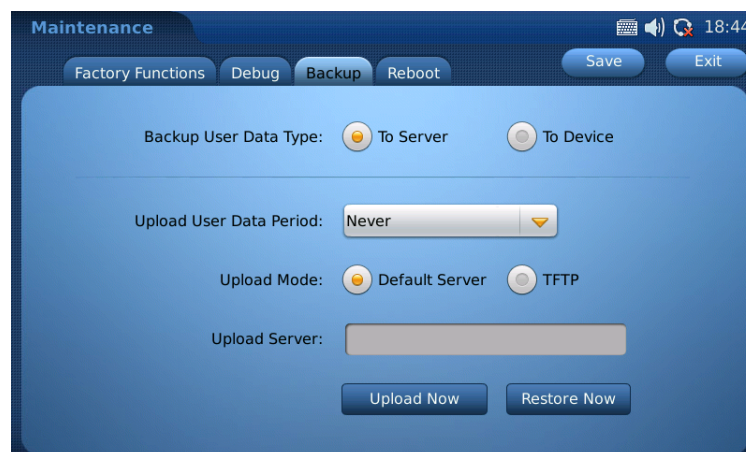 Maintenance 18:44
Factory Functions Debug Backup Reboot Save Exit
Backup User Data Type: To Server To Device
Upload User Data Period: Never
Upload Mode: Default Server TFTP
Upload Server:
Upload Now Restore Now